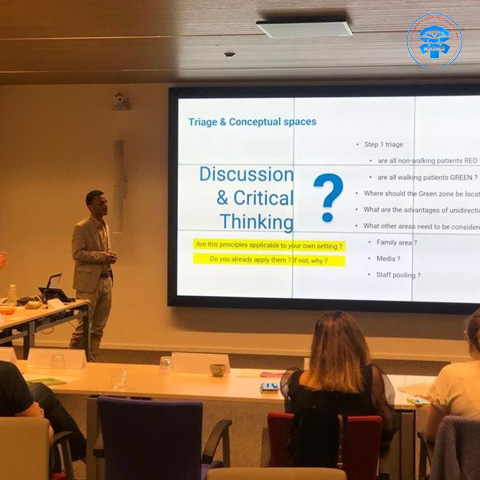 Triage & Conceptual spaces
Discussion
& Critical
Thinking
?
Are this principles applicable to your own setting ?
Do you already apply them ? If not, why ?
• Step 1 triage
• are all non-walking patients RED ?
• are all walking patients GREEN ?
• Where should the Green zone be
• What are the advantages of
• What other areas need to be
• Family area ?
• Media ?
• Staff pooling ?